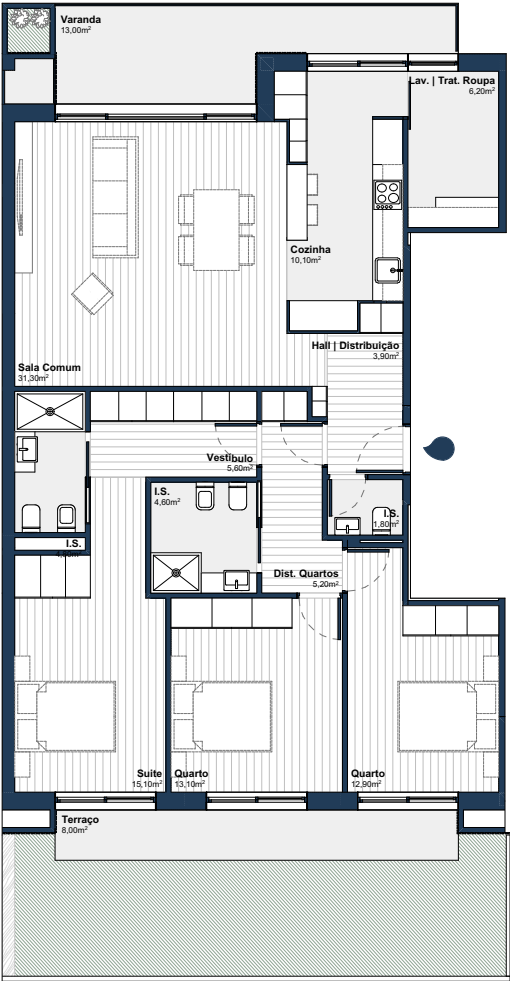 Varanda
13,00m²
Lav. | Trat. Roupa
6,20m²
Cozinha
10,10m²
Hall | Distribuição
3,90m²
Sala Comum
31,30m²
Vestíbulo
5,60m²
I.S.
4,60m²
I.S.
1,80m²
I.S.
Dist. Quartos
5,20m²
Suite
15,10m²
Quarto
13,10m²
Quarto
12,90m²
Terraço
8,00m²